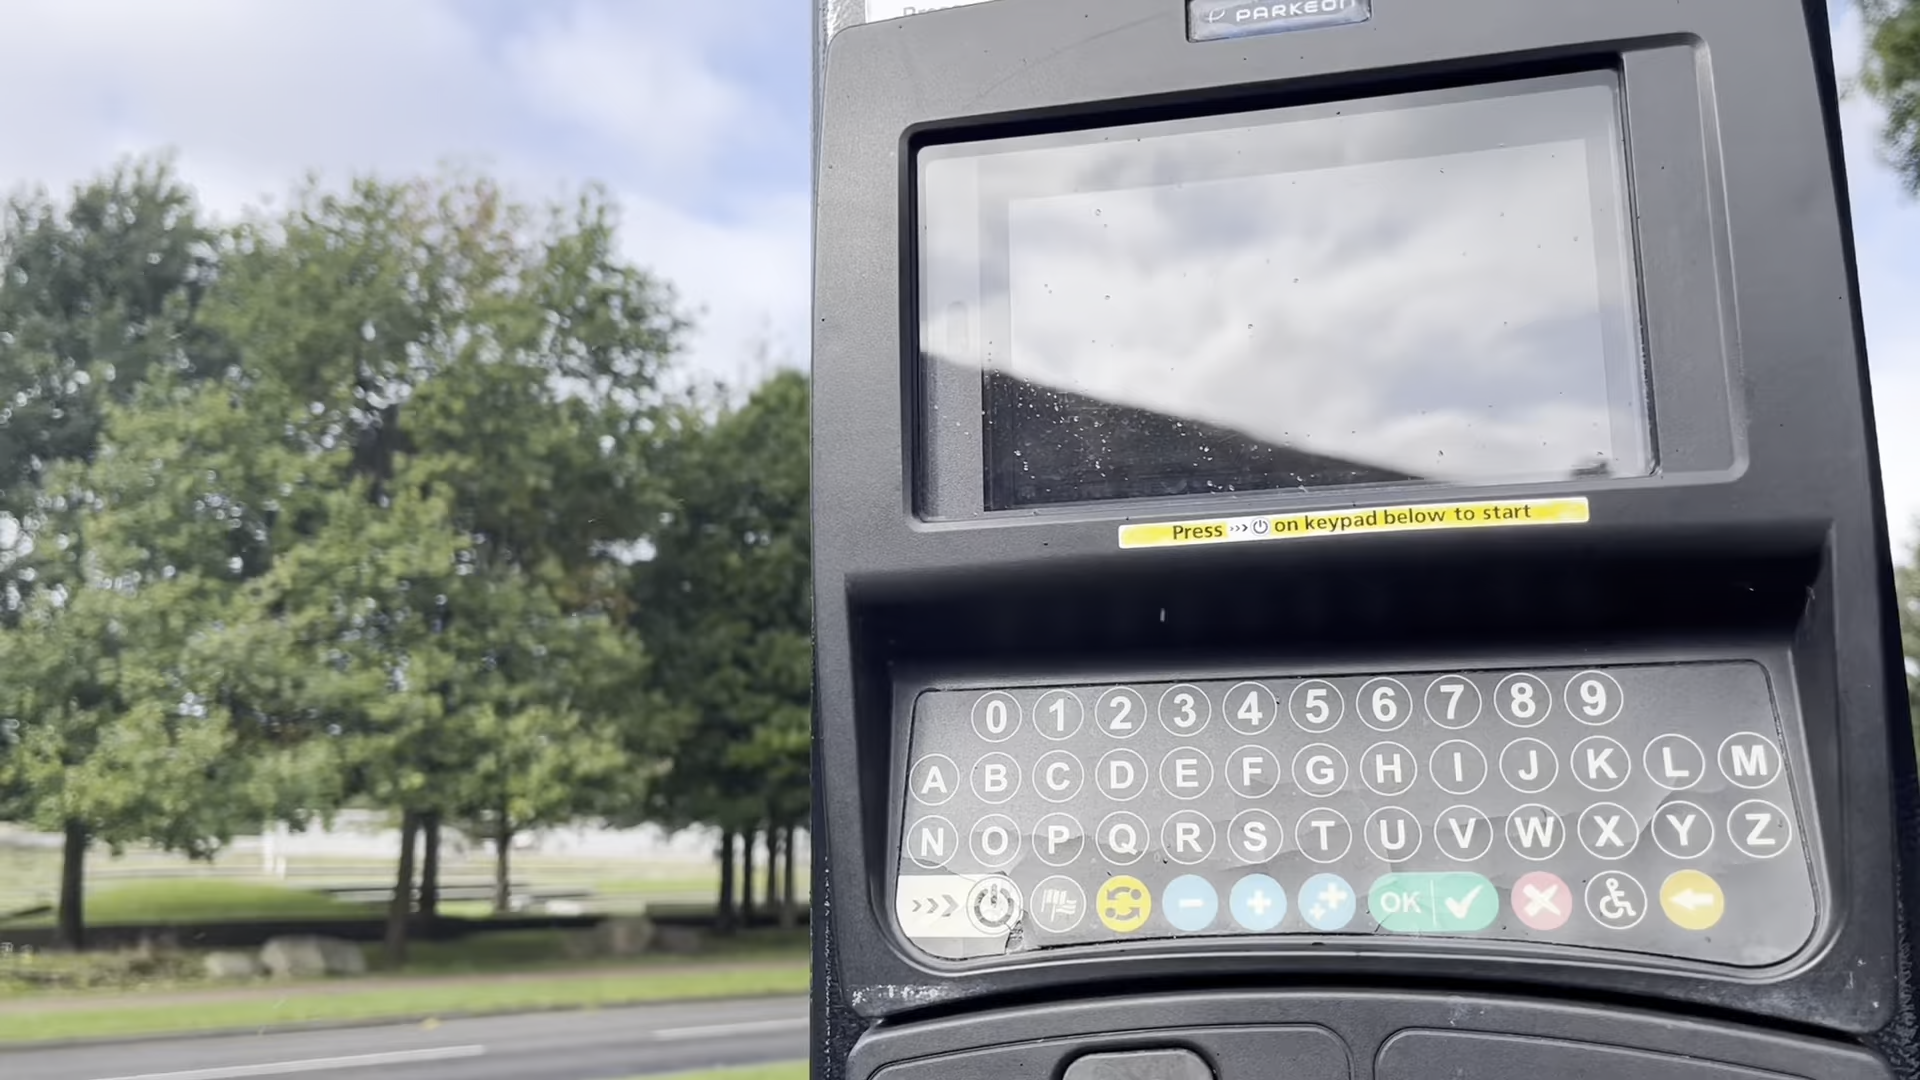 PARKEON
Press >>> on keypad below to start
0 1 2 3 4 5 6 7 8 9
A B C D E F G H I J K L M
N O P Q R S T U V W X Y Z
>>> - + OK